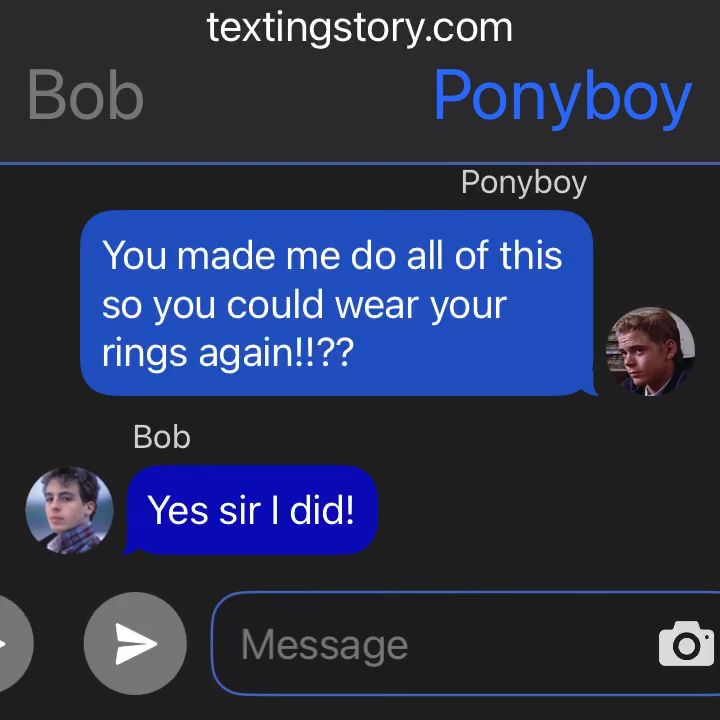 textingstory.com
Bob
Ponyboy
Ponyboy
You made me do all of this
so you could wear your
rings again!!??
Bob
Yes sir I did!
Message